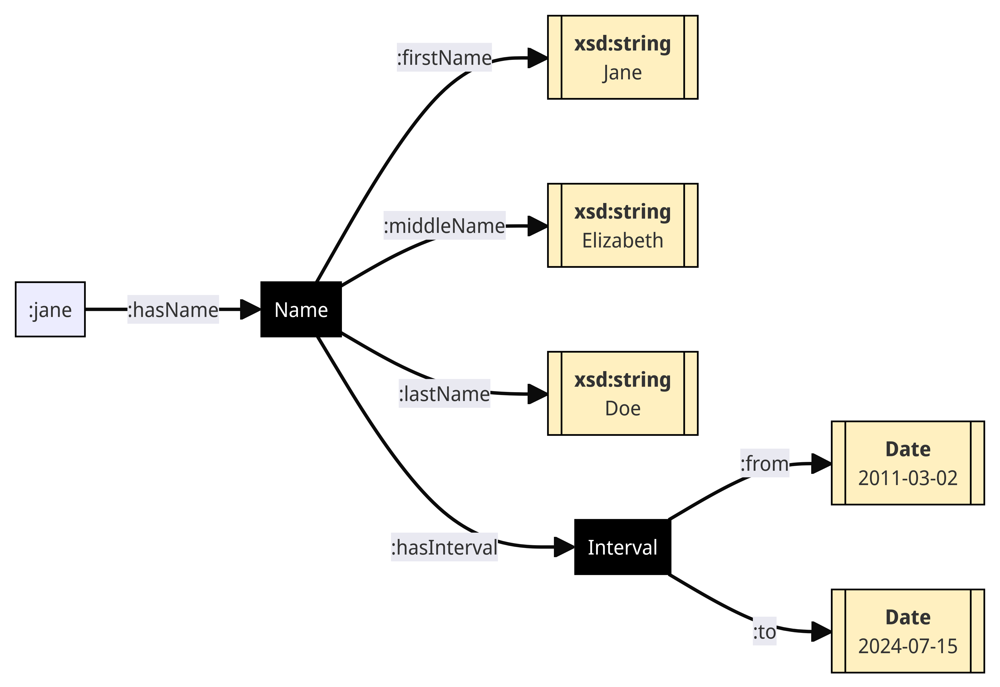 :jane
:hasName
Name
:firstName
xsd:string
Jane
:middleName
xsd:string
Elizabeth
:lastName
xsd:string
Doe
:hasInterval
Interval
:from
Date
2011-03-02
:to
Date
2024-07-15